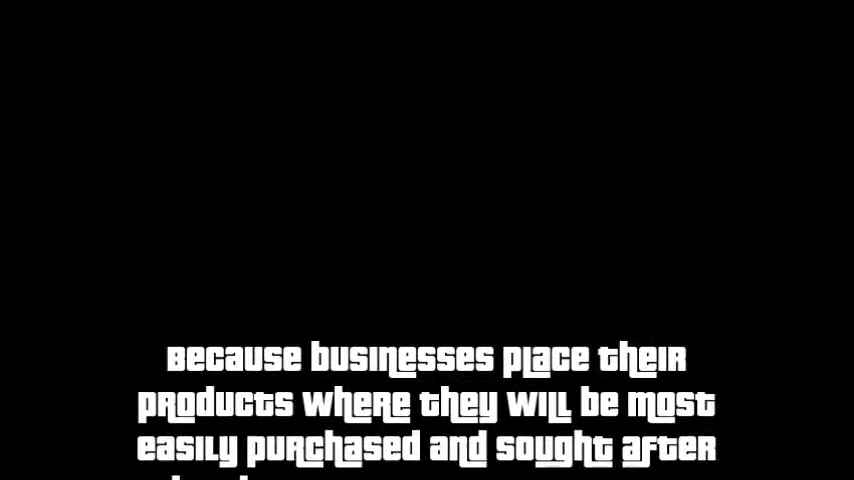 Because businesses place their
products where they will be most
easily purchased and sought after